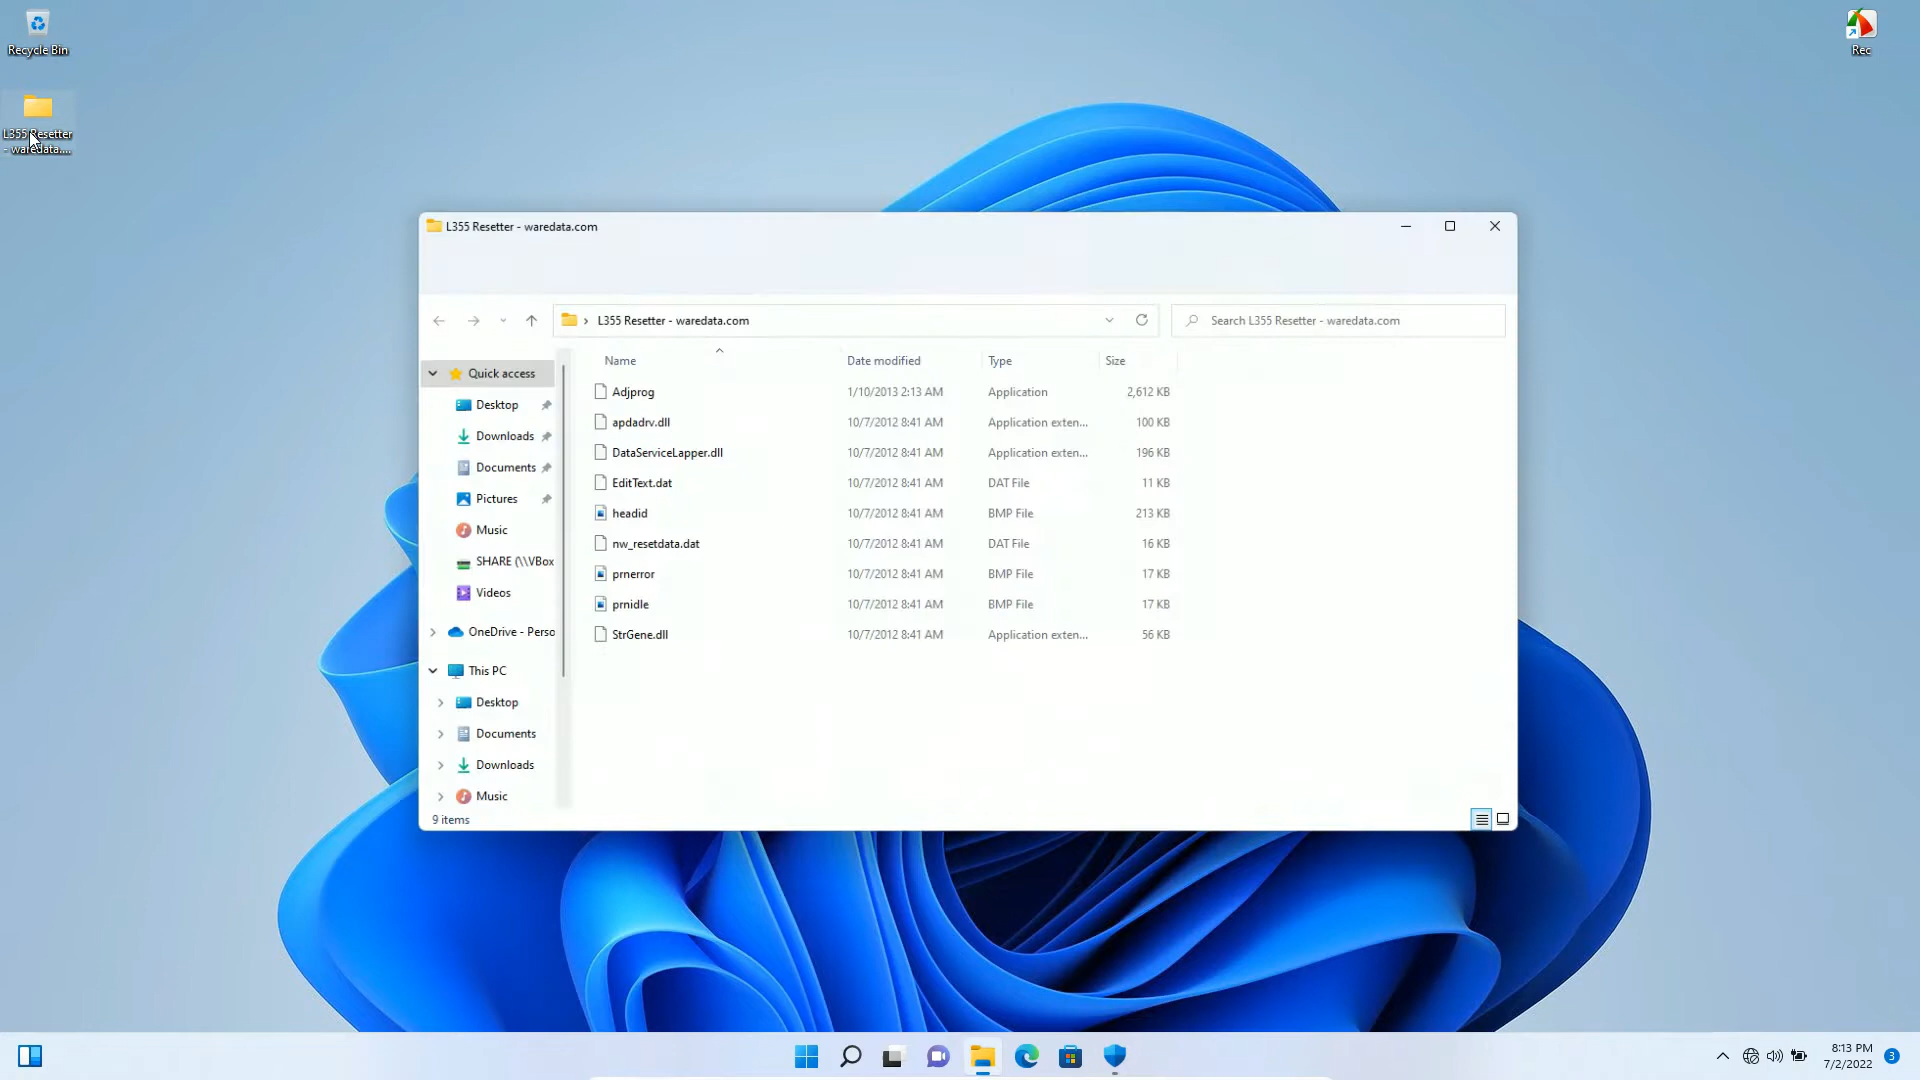 Recycle Bin
Rec
L355 Resetter
- waredata....
L355 Resetter - waredata.com
L355 Resetter - waredata.com
Search L355 Resetter - waredata.com
Name Date modified Type Size
Quick access
Desktop
Downloads
Documents
Pictures
Music
SHARE (\\VBox
Videos
OneDrive - Perso
This PC
Desktop
Documents
Downloads
Music
Adjprog 1/10/2013 2:13 AM Application 2,612 KB
apdadrv.dll 10/7/2012 8:41 AM Application exten... 100 KB
DataServiceLapper.dll 10/7/2012 8:41 AM Application exten... 196 KB
EditText.dat 10/7/2012 8:41 AM DAT File 11 KB
headid 10/7/2012 8:41 AM BMP File 213 KB
nw_resetdata.dat 10/7/2012 8:41 AM DAT File 16 KB
prnerror 10/7/2012 8:41 AM BMP File 17 KB
prnidle 10/7/2012 8:41 AM BMP File 17 KB
StrGene.dll 10/7/2012 8:41 AM Application exten... 56 KB
9 items
8:13 PM
7/2/2022
3